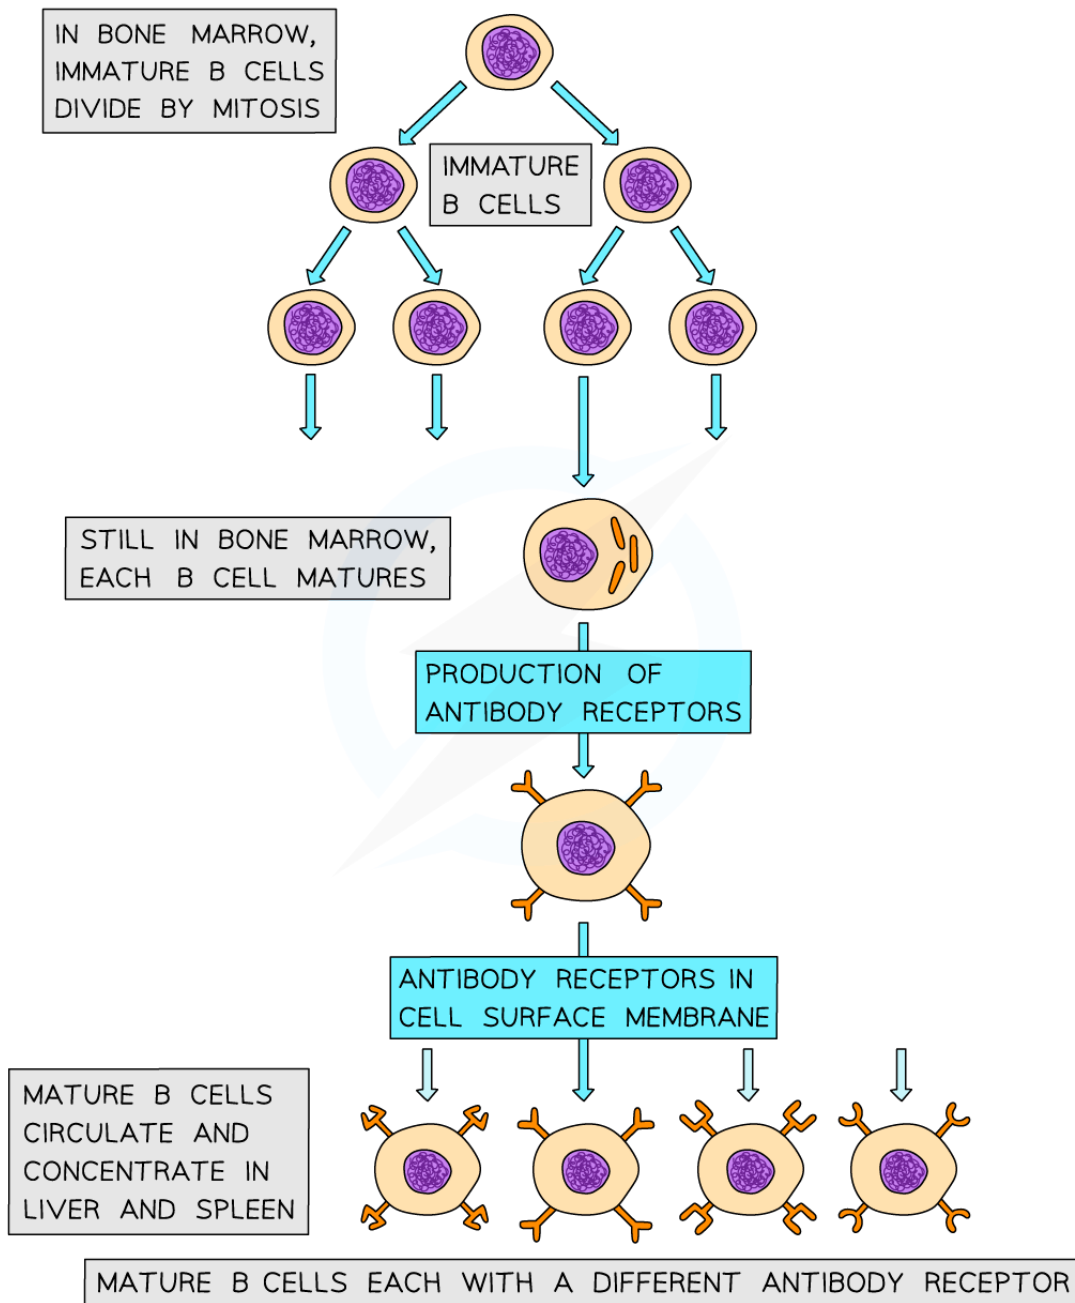 IN BONE MARROW,
IMMATURE B CELLS
DIVIDE BY MITOSIS
IMMATURE
B CELLS
STILL IN BONE MARROW,
EACH B CELL MATURES
PRODUCTION OF
ANTIBODY RECEPTORS
ANTIBODY RECEPTORS IN
CELL SURFACE MEMBRANE
MATURE B CELLS
CIRCULATE AND
CONCENTRATE IN
LIVER AND SPLEEN
MATURE B CELLS EACH WITH A DIFFERENT ANTIBODY RECEPTOR